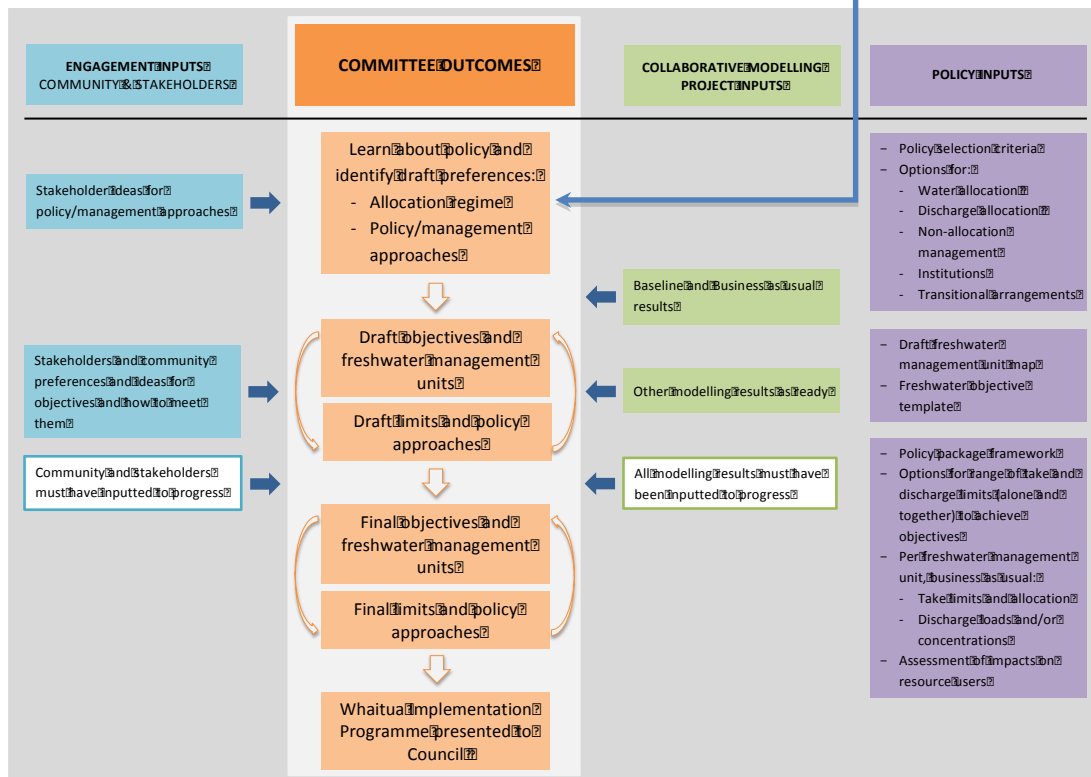 ENGAGEMENT INPUTS
COMMUNITY & STAKEHOLDERS
COMMITTEE OUTCOMES
COLLABORATIVE MODELLING
PROJECT INPUTS
POLICY INPUTS
Stakeholder ideas for
policy/management approaches
Learn about policy and
identify draft preferences:
- Allocation regime
- Policy/management
approaches
Baseline and Business as usual
results
– Policy selection criteria
– Options for:
- Water allocation
- Discharge allocation
- Non-allocation
management
- Institutions
- Transitional arrangements
Stakeholders and community
preferences and ideas for
objectives and how to meet
them
Draft objectives and
freshwater management
units
Draft limits and policy
approaches
Other modelling results as ready
– Draft freshwater
management unit map
– Freshwater objective
template
Community and stakeholders
must have inputted to progress
All modelling results must have
been inputted to progress
Final objectives and
freshwater management
units
Final limits and policy
approaches
– Policy package framework
– Options for range of take and
discharge limits (alone and
together) to achieve
objectives
– Per freshwater management
unit, business as usual:
- Take limits and allocation
- Discharge loads and/or
concentrations
– Assessment of impacts on
resource users
Whaitua Implementation
Programme presented to
Council